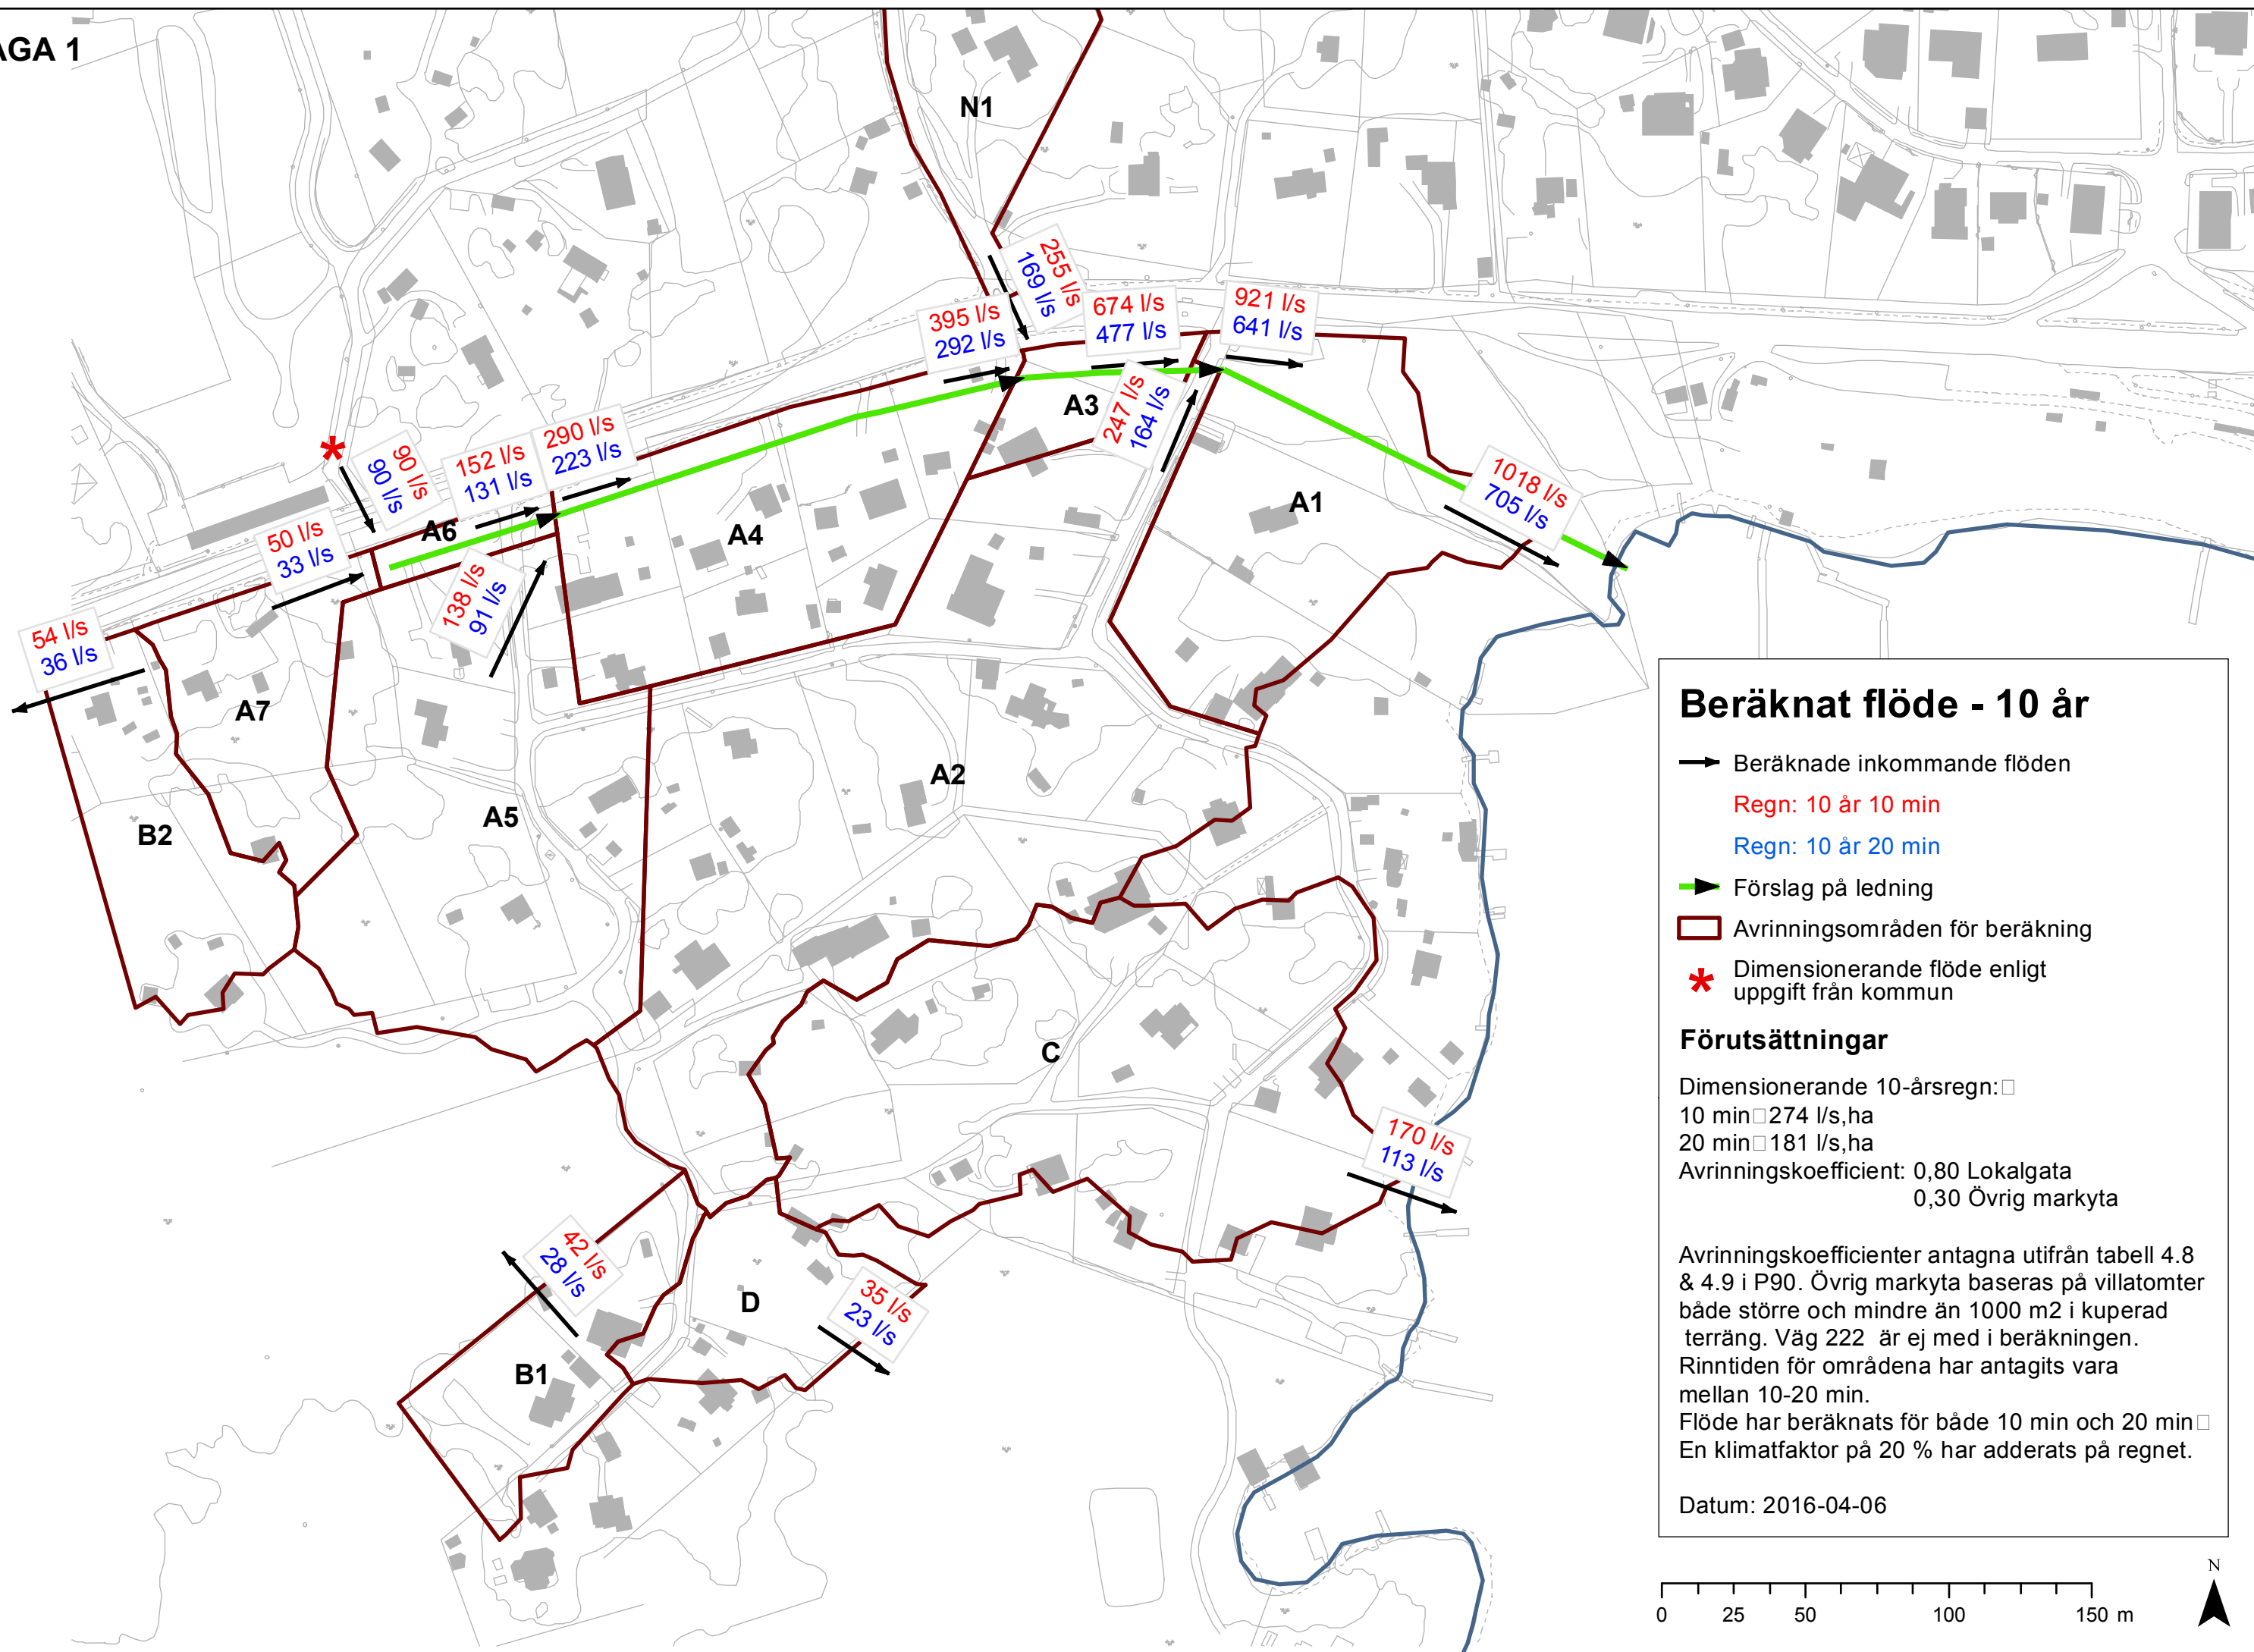 AGA 1
N1
255 l/s
169 l/s
395 l/s
292 l/s
674 l/s
477 l/s
921 l/s
641 l/s
A3
247 l/s
164 l/s
290 l/s
223 l/s
152 l/s
131 l/s
90 l/s
90 l/s
*
A6
50 l/s
33 l/s
138 l/s
91 l/s
A4
A1
1018 l/s
705 l/s
54 l/s
36 l/s
A7
A5
A2
B2
C
170 l/s
113 l/s
42 l/s
28 l/s
D
35 l/s
23 l/s
B1
Beräknat flöde - 10 år
Beräknade inkommande flöden
Regn: 10 år 10 min
Regn: 10 år 20 min
Förslag på ledning
Avrinningsområden för beräkning
* Dimensionerande flöde enligt
uppgift från kommun
Förutsättningar
Dimensionerande 10-årsregn:□
10 min□274 l/s,ha
20 min□181 l/s,ha
Avrinningskoefficient: 0,80 Lokalgata
0,30 Övrig markyta
Avrinningskoefficienter antagna utifrån tabell 4.8
& 4.9 i P90. Övrig markyta baseras på villatomter
både större och mindre än 1000 m2 i kuperad
terräng. Väg 222 är ej med i beräkningen.
Rinntiden för områdena har antagits vara
mellan 10-20 min.
Flöde har beräknats för både 10 min och 20 min□
En klimatfaktor på 20 % har adderats på regnet.
Datum: 2016-04-06
N
0 25 50 100 150 m